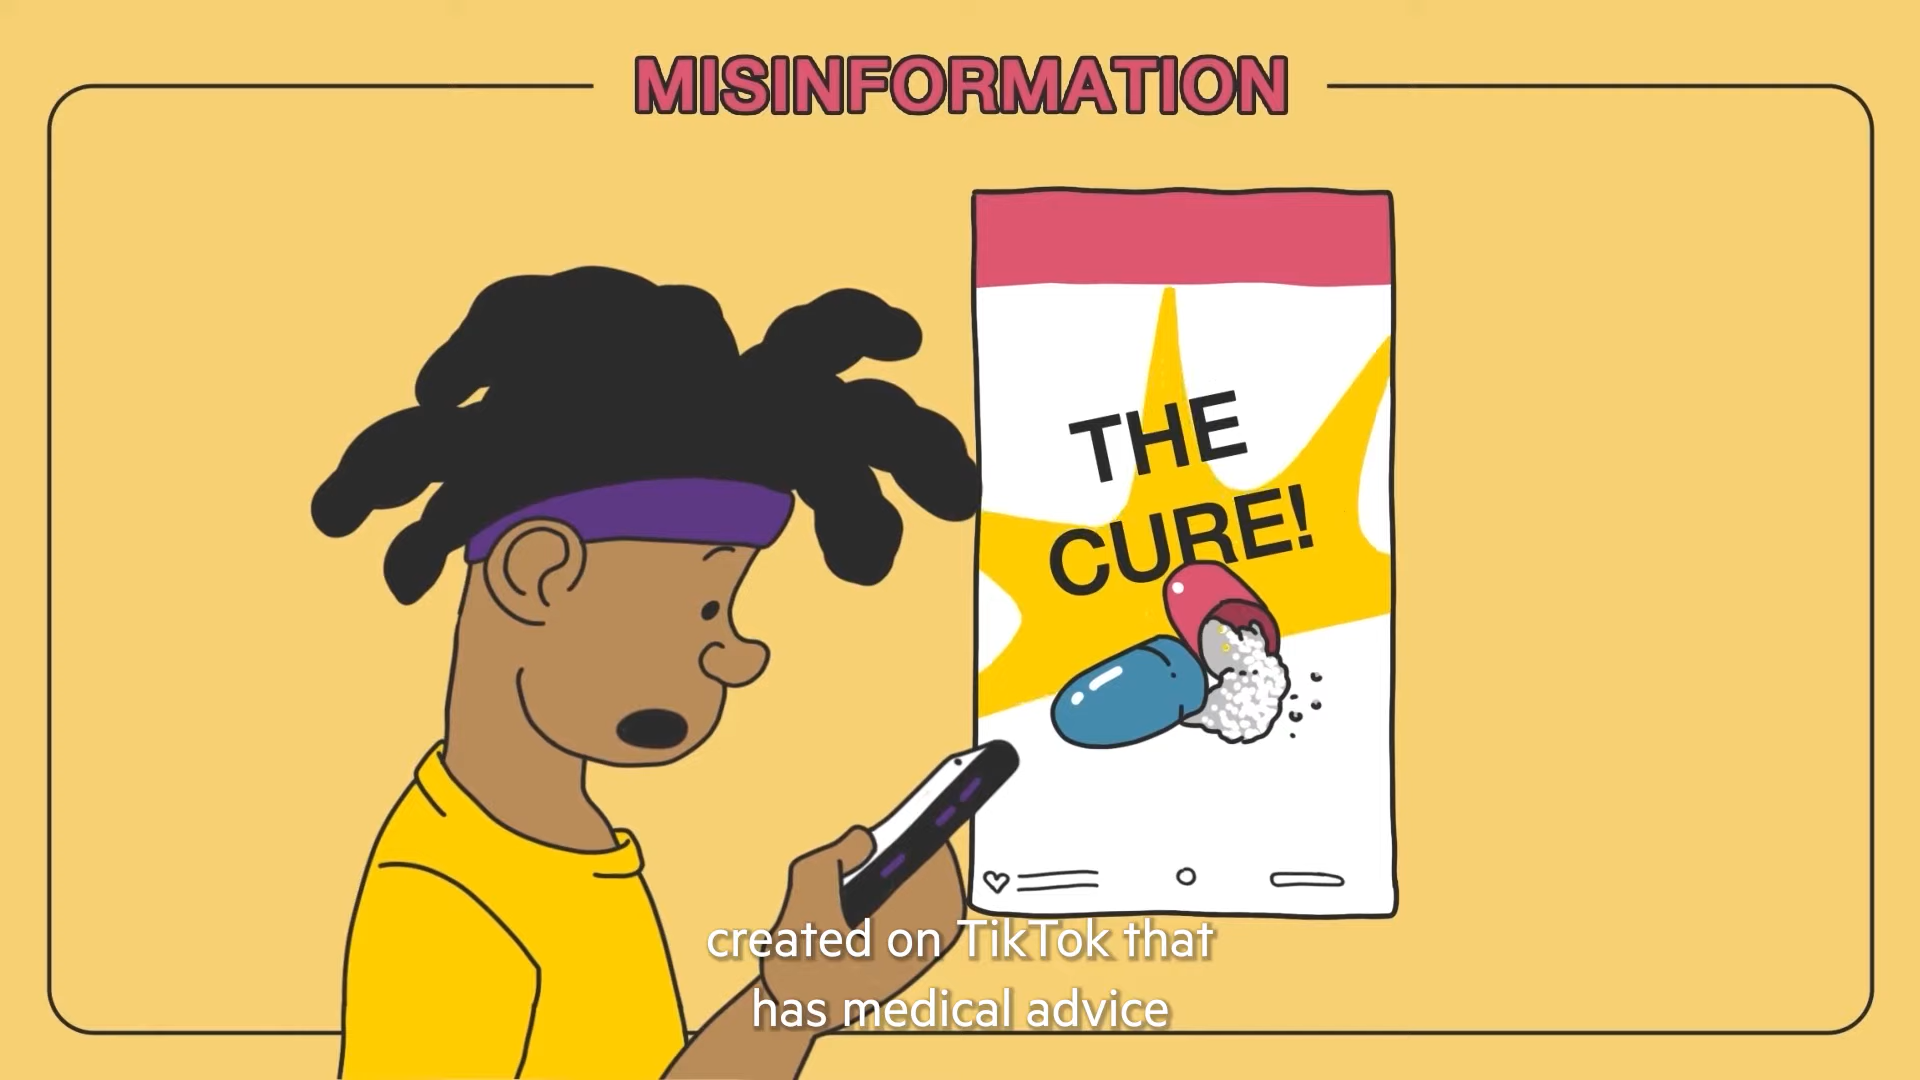 MISINFORMATION
THE
CURE!
created on TikTok that
has medical advice